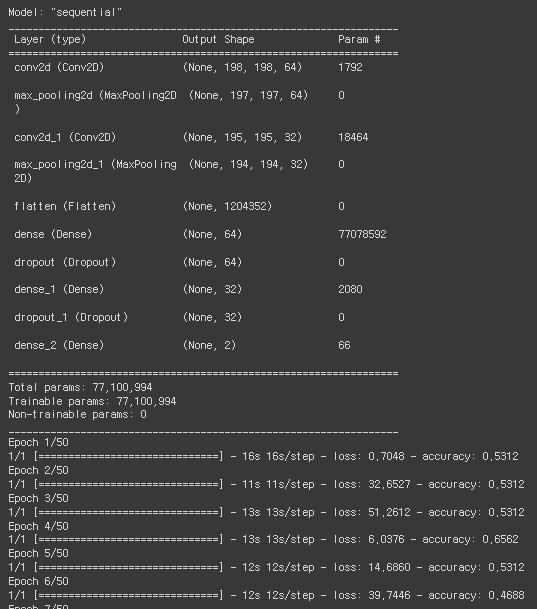 Model: "sequential"
_________________________________________________________________
Layer (type) Output Shape Param #
=================================================================
conv2d (Conv2D) (None, 198, 198, 64) 1792
max_pooling2d (MaxPooling2D (None, 197, 197, 64) 0
)
conv2d_1 (Conv2D) (None, 195, 195, 32) 18464
max_pooling2d_1 (MaxPooling (None, 194, 194, 32) 0
2D)
flatten (Flatten) (None, 1204352) 0
dense (Dense) (None, 64) 77078592
dropout (Dropout) (None, 64) 0
dense_1 (Dense) (None, 32) 2080
dropout_1 (Dropout) (None, 32) 0
dense_2 (Dense) (None, 2) 66
=================================================================
Total params: 77,100,994
Trainable params: 77,100,994
Non-trainable params: 0
_________________________________________________________________
Epoch 1/50
1/1 [==============================] - 16s 16s/step - loss: 0.7048 - accuracy: 0.5312
Epoch 2/50
1/1 [==============================] - 11s 11s/step - loss: 32.6527 - accuracy: 0.5312
Epoch 3/50
1/1 [==============================] - 13s 13s/step - loss: 51.2612 - accuracy: 0.5312
Epoch 4/50
1/1 [==============================] - 13s 13s/step - loss: 6.0376 - accuracy: 0.6562
Epoch 5/50
1/1 [==============================] - 12s 12s/step - loss: 14.6860 - accuracy: 0.5312
Epoch 6/50
1/1 [==============================] - 12s 12s/step - loss: 39.7446 - accuracy: 0.4688
Epoch 7/50